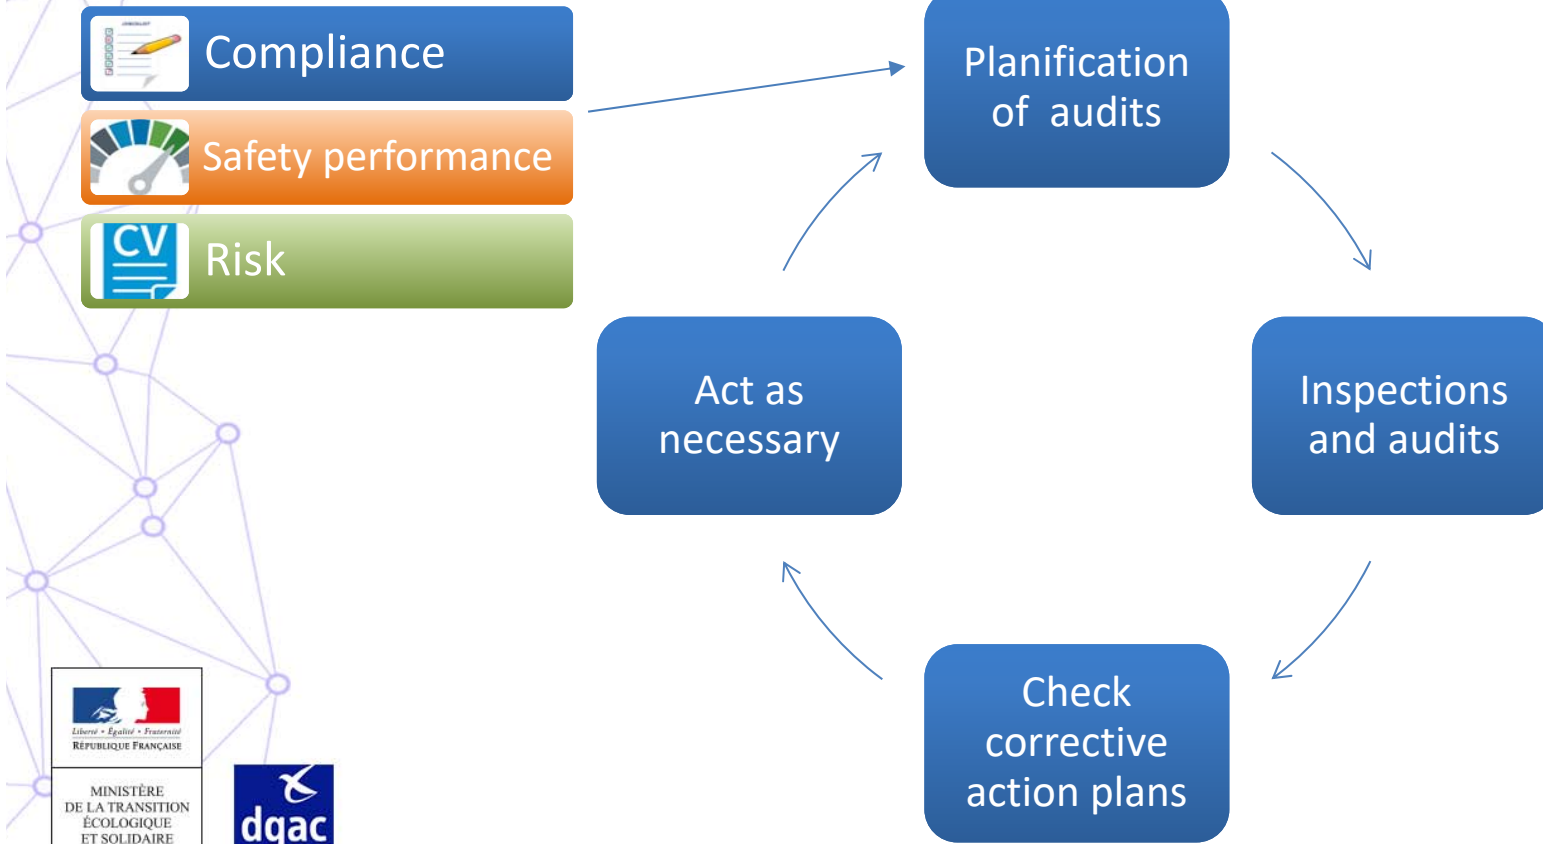 Compliance
Safety performance
CV
Risk
Planification
of audits
Inspections
and audits
Check
corrective
action plans
Act as
necessary
Liberté • Égalité • Fraternité
RÉPUBLIQUE FRANÇAISE
MINISTÈRE
DE LA TRANSITION
ÉCOLOGIQUE
ET SOLIDAIRE
dgac